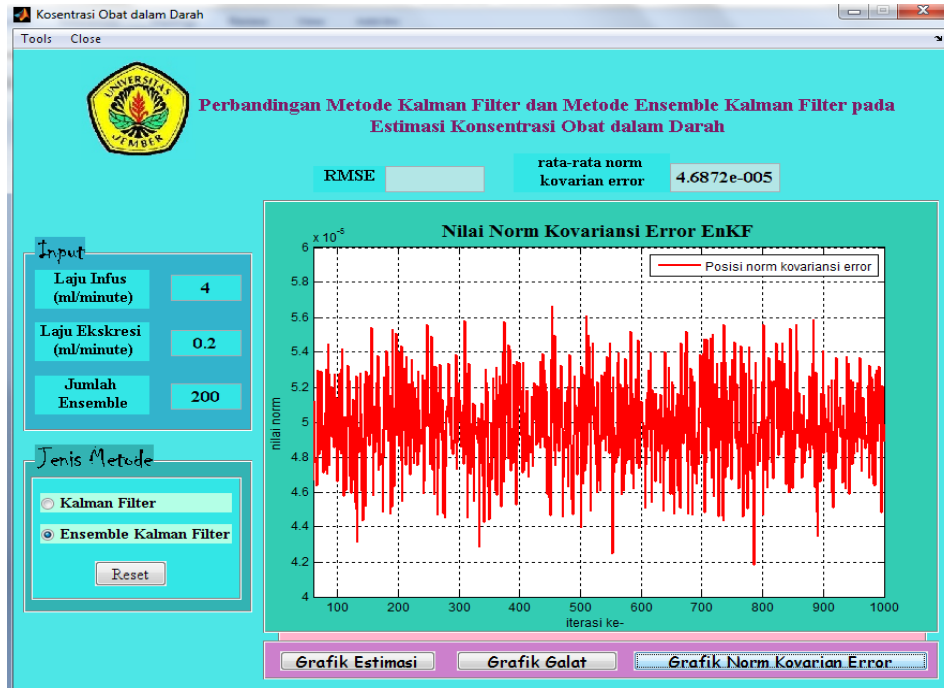 Kosentrasi Obat dalam Darah
Tools Close
UNIVERSITAS
JEMBER
Perbandingan Metode Kalman Filter dan Metode Ensemble Kalman Filter pada
Estimasi Konsentrasi Obat dalam Darah
RMSE
rata-rata norm
kovarian error
4.6872e-005
Input
Laju Infus
(ml/minute)
4
Laju Ekskresi
(ml/minute)
0.2
Jumlah
Ensemble
200
Jenis Metode
Kalman Filter
Ensemble Kalman Filter
Reset
Nilai Norm Kovariansi Error EnKF
x 10⁻⁵
Posisi norm kovariansi error
6
5.8
5.6
5.4
5.2
5
4.8
4.6
4.4
4.2
4
nilai norm
100 200 300 400 500 600 700 800 900 1000
iterasi ke-
Grafik Estimasi
Grafik Galat
Grafik Norm Kovarian Error